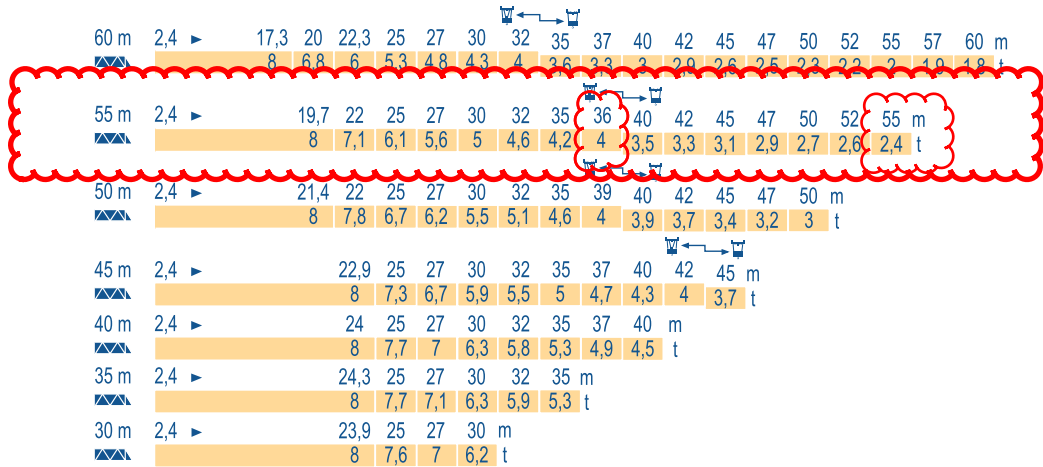 60 m 2,4 ► 17,3 20 22,3 25 27 30 32 35 37 40 42 45 47 50 52 55 57 60 m
8 6,8 6 5,3 4,8 4,3 4 3,6 3,3 3 2,9 2,6 2,5 2,3 2,2 2 1,9 1,8 t
55 m 2,4 ► 19,7 22 25 27 30 32 35 36 40 42 45 47 50 52 55 m
8 7,1 6,1 5,6 5 4,6 4,2 4 3,5 3,3 3,1 2,9 2,7 2,6 2,4 t
50 m 2,4 ► 21,4 22 25 27 30 32 35 39 40 42 45 47 50 m
8 7,8 6,7 6,2 5,5 5,1 4,6 4 3,9 3,7 3,4 3,2 3 t
45 m 2,4 ► 22,9 25 27 30 32 35 37 40 42 45 m
8 7,3 6,7 5,9 5,5 5 4,7 4,3 4 3,7 t
40 m 2,4 ► 24 25 27 30 32 35 37 40 m
8 7,7 7 6,3 5,8 5,3 4,9 4,5 t
35 m 2,4 ► 24,3 25 27 30 32 35 m
8 7,7 7,1 6,3 5,9 5,3 t
30 m 2,4 ► 23,9 25 27 30 m
8 7,6 7 6,2 t